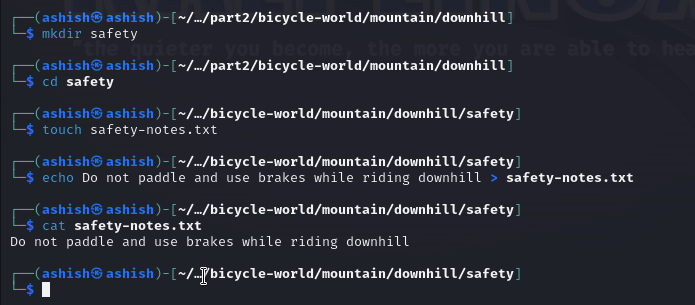 ┌──(ashish㉿ashish)-[~/…/part2/bicycle-world/mountain/downhill]
└─$ mkdir safety
"the quieter you become, the more you are able to hea
┌──(ashish㉿ashish)-[~/…/part2/bicycle-world/mountain/downhill]
└─$ cd safety
┌──(ashish㉿ashish)-[~/…/bicycle-world/mountain/downhill/safety]
└─$ touch safety-notes.txt
┌──(ashish㉿ashish)-[~/…/bicycle-world/mountain/downhill/safety]
└─$ echo Do not paddle and use brakes while riding downhill > safety-notes.txt
┌──(ashish㉿ashish)-[~/…/bicycle-world/mountain/downhill/safety]
└─$ cat safety-notes.txt
Do not paddle and use brakes while riding downhill
┌──(ashish㉿ashish)-[~/…/bicycle-world/mountain/downhill/safety]
└─$